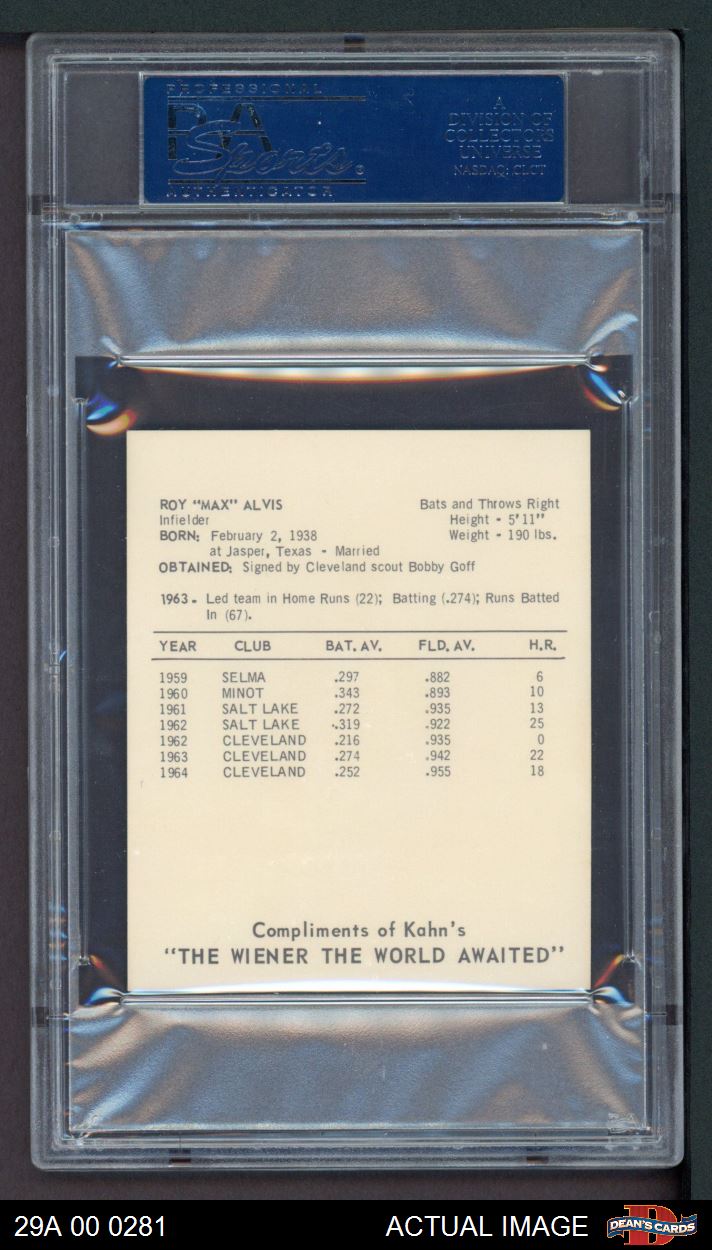 PROFESSIONAL
PSA
Sports®
AUTHENTICATOR
A
DIVISION OF
COLLECTORS
UNIVERSE
NASDAQ: CLCT
ROY "MAX" ALVIS
Infielder
BORN: February 2, 1938
at Jasper, Texas - Married
OBTAINED: Signed by Cleveland scout Bobby Goff
Bats and Throws Right
Height - 5'11"
Weight - 190 lbs.
1963 - Led team in Home Runs (22); Batting (.274); Runs Batted
In (67).
YEAR CLUB BAT. AV. FLD. AV. H.R.
1959 SELMA .297 .882 6
1960 MINOT .343 .893 10
1961 SALT LAKE .272 .935 13
1962 SALT LAKE .319 .922 25
1962 CLEVELAND .216 .935 0
1963 CLEVELAND .274 .942 22
1964 CLEVELAND .252 .955 18
Compliments of Kahn's
"THE WIENER THE WORLD AWAITED"
29A 00 0281
ACTUAL IMAGE
DEAN'S CARDS